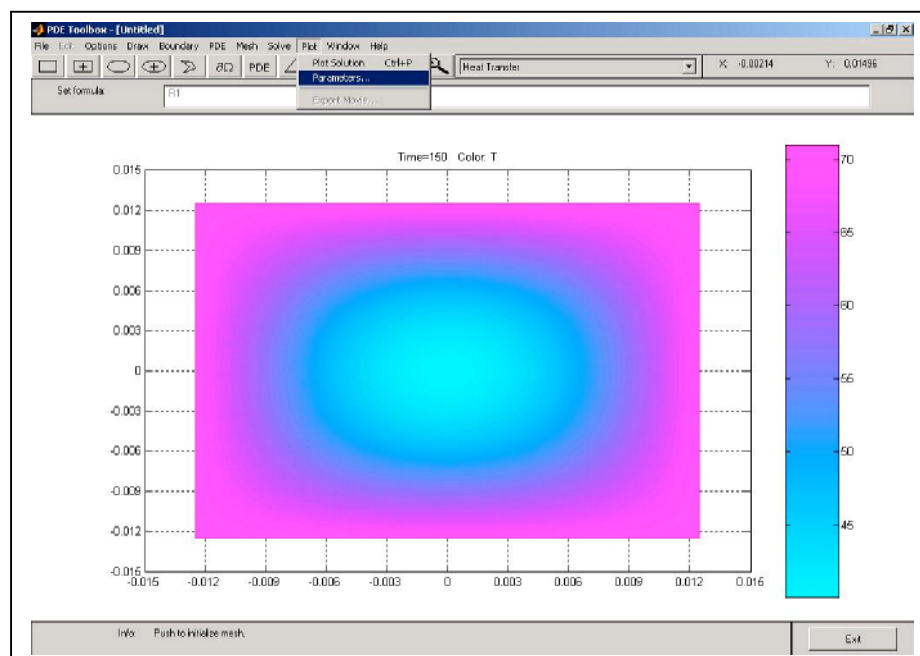 PDE Toolbox - [Untitled]
File Edit Options Draw Boundary PDE Mesh Solve Plot Window Help
∂Ω PDE Heat Transfer X: -0.00214 Y: 0.01496
Plot Solution Ctrl+P
Parameters...
Export Movie...
Set formula: R1
Time=150 Color: T
0.015
0.012
0.009
0.006
0.003
0
-0.003
-0.006
-0.009
-0.012
-0.015
-0.015 -0.012 -0.009 -0.006 -0.003 0 0.003 0.006 0.009 0.012 0.015
70
65
60
55
50
45
Info: Push to initialize mesh.
Exit